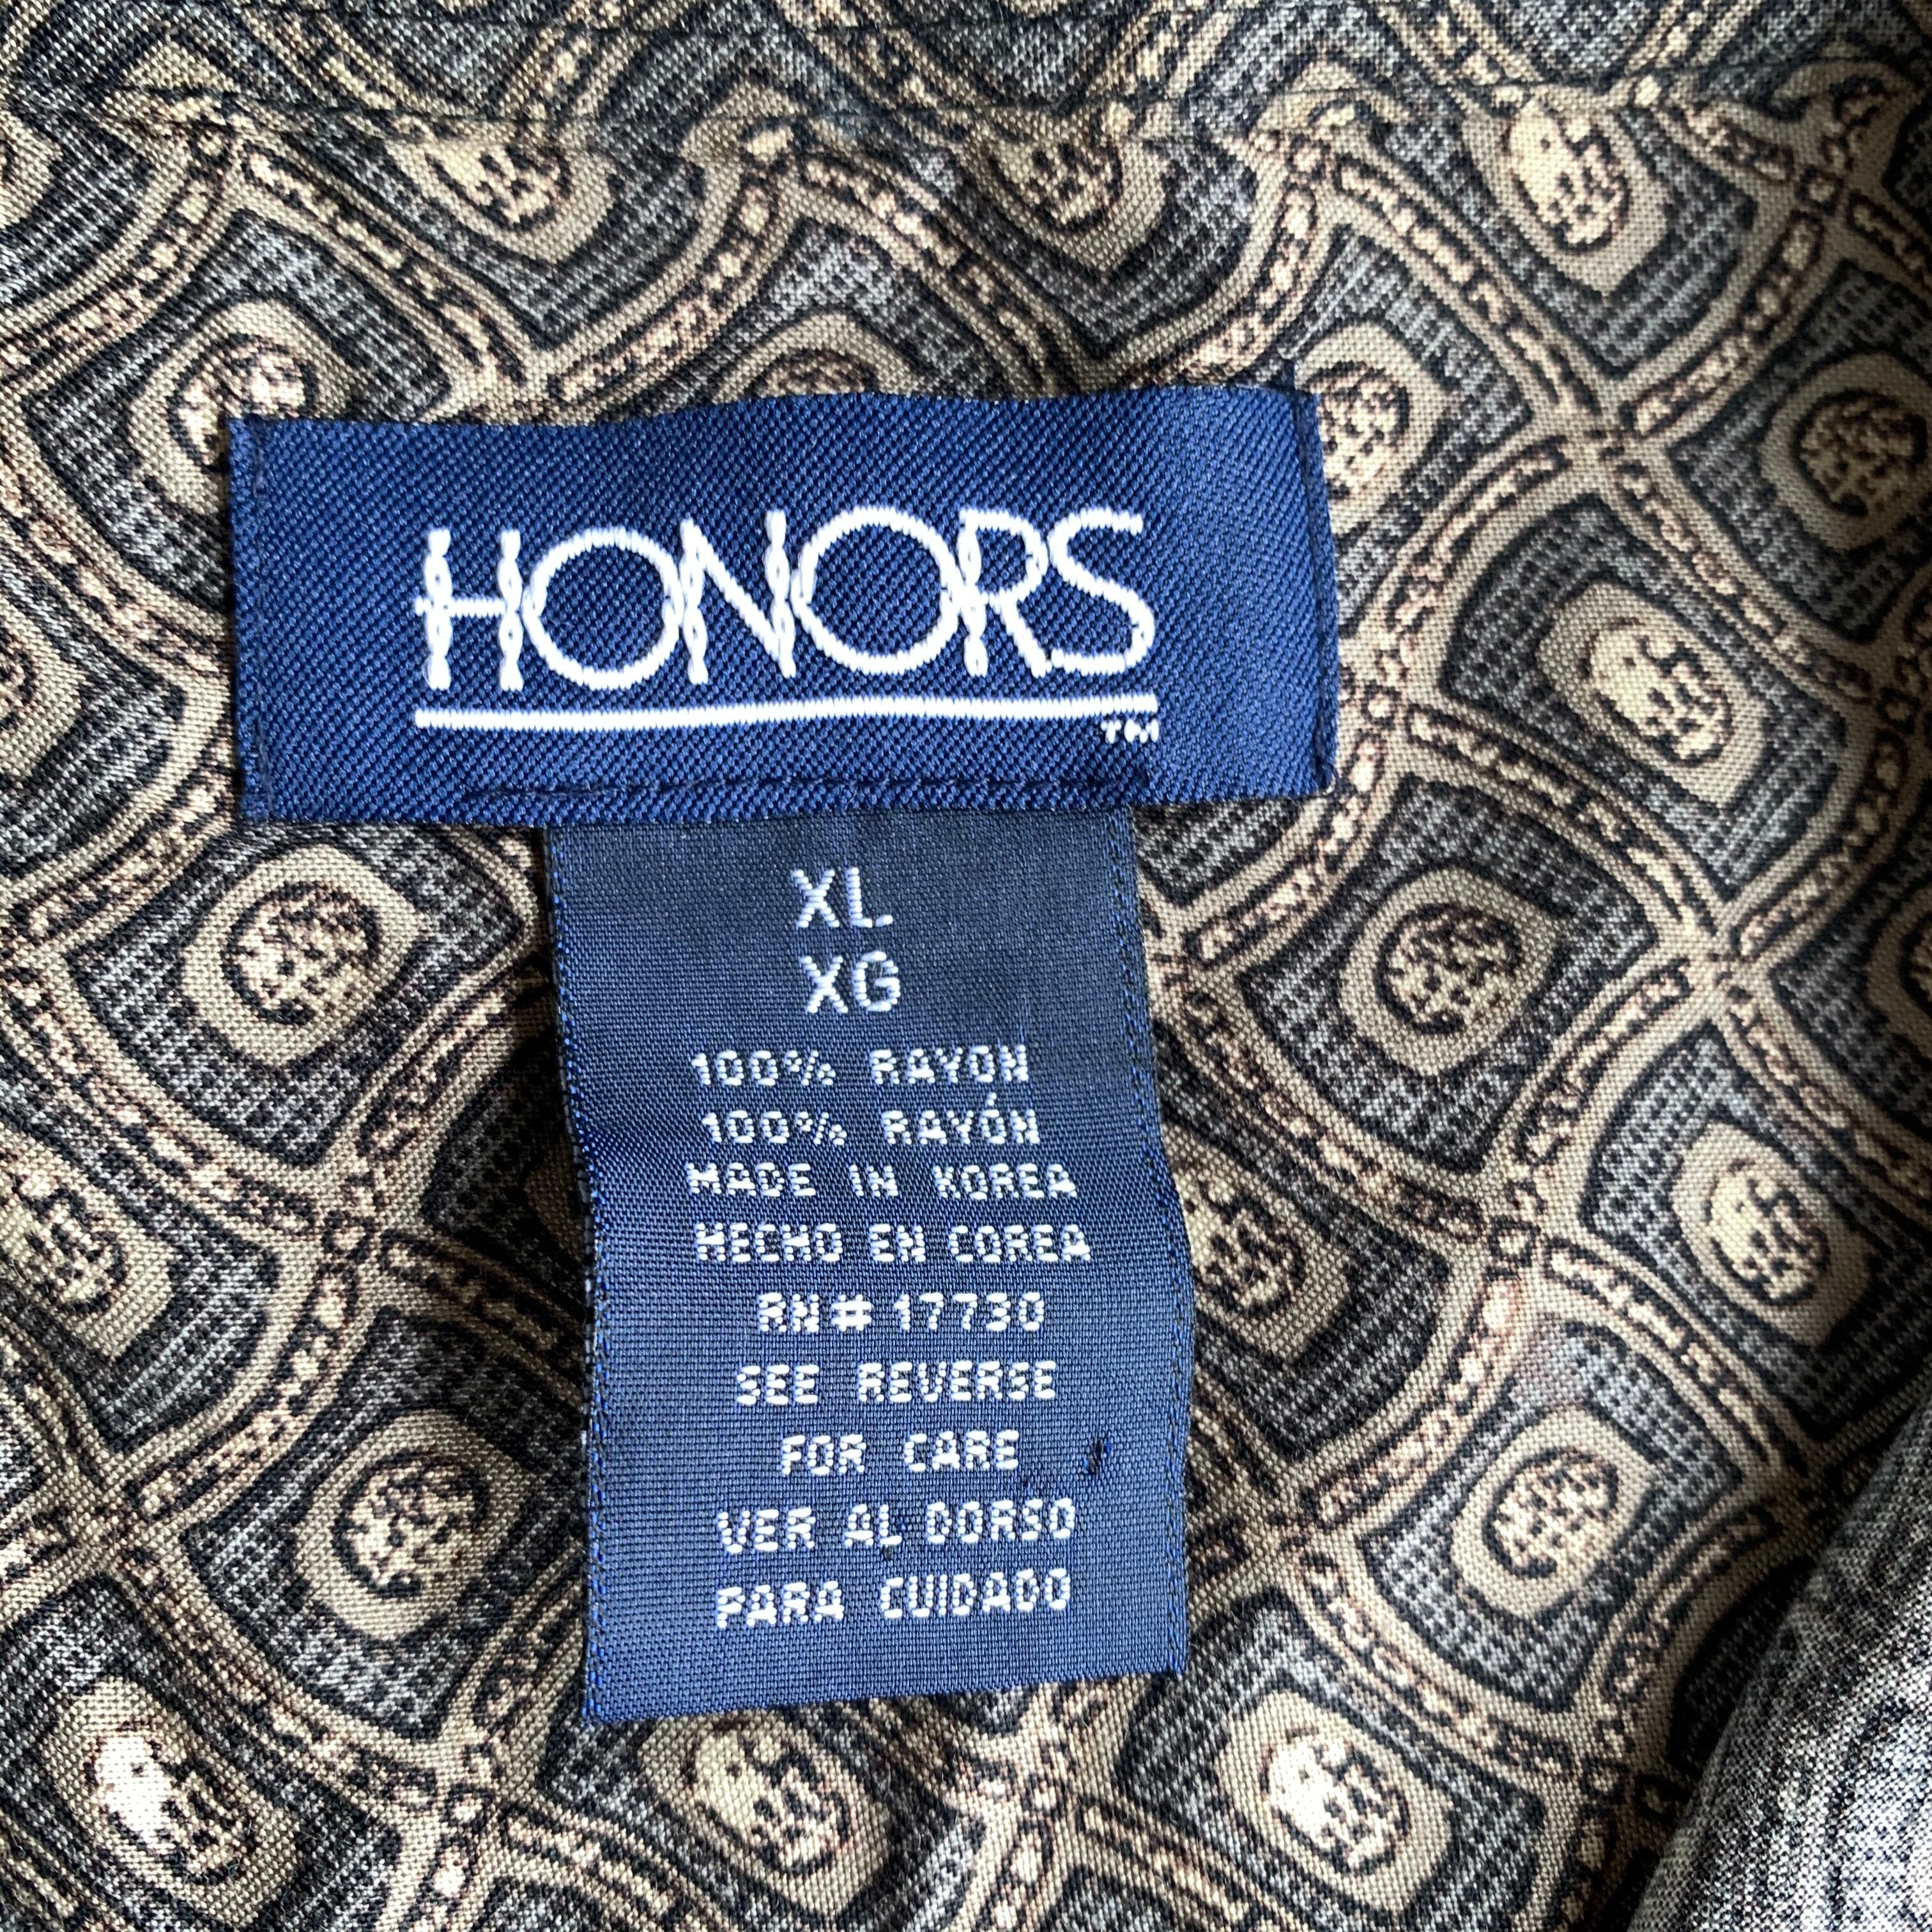 HONORS
TM
XL
XG
100% RAYON
100% RAYÓN
MADE IN KOREA
HECHO EN COREA
RN# 17730
SEE REVERSE
FOR CARE
VER AL DORSO
PARA CUIDADO